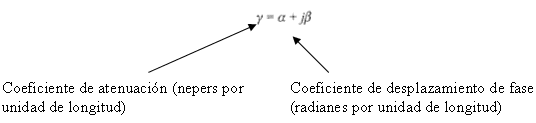 γ = α + jβ
Coeficiente de atenuación (nepers por
unidad de longitud)
Coeficiente de desplazamiento de fase
(radianes por unidad de longitud)